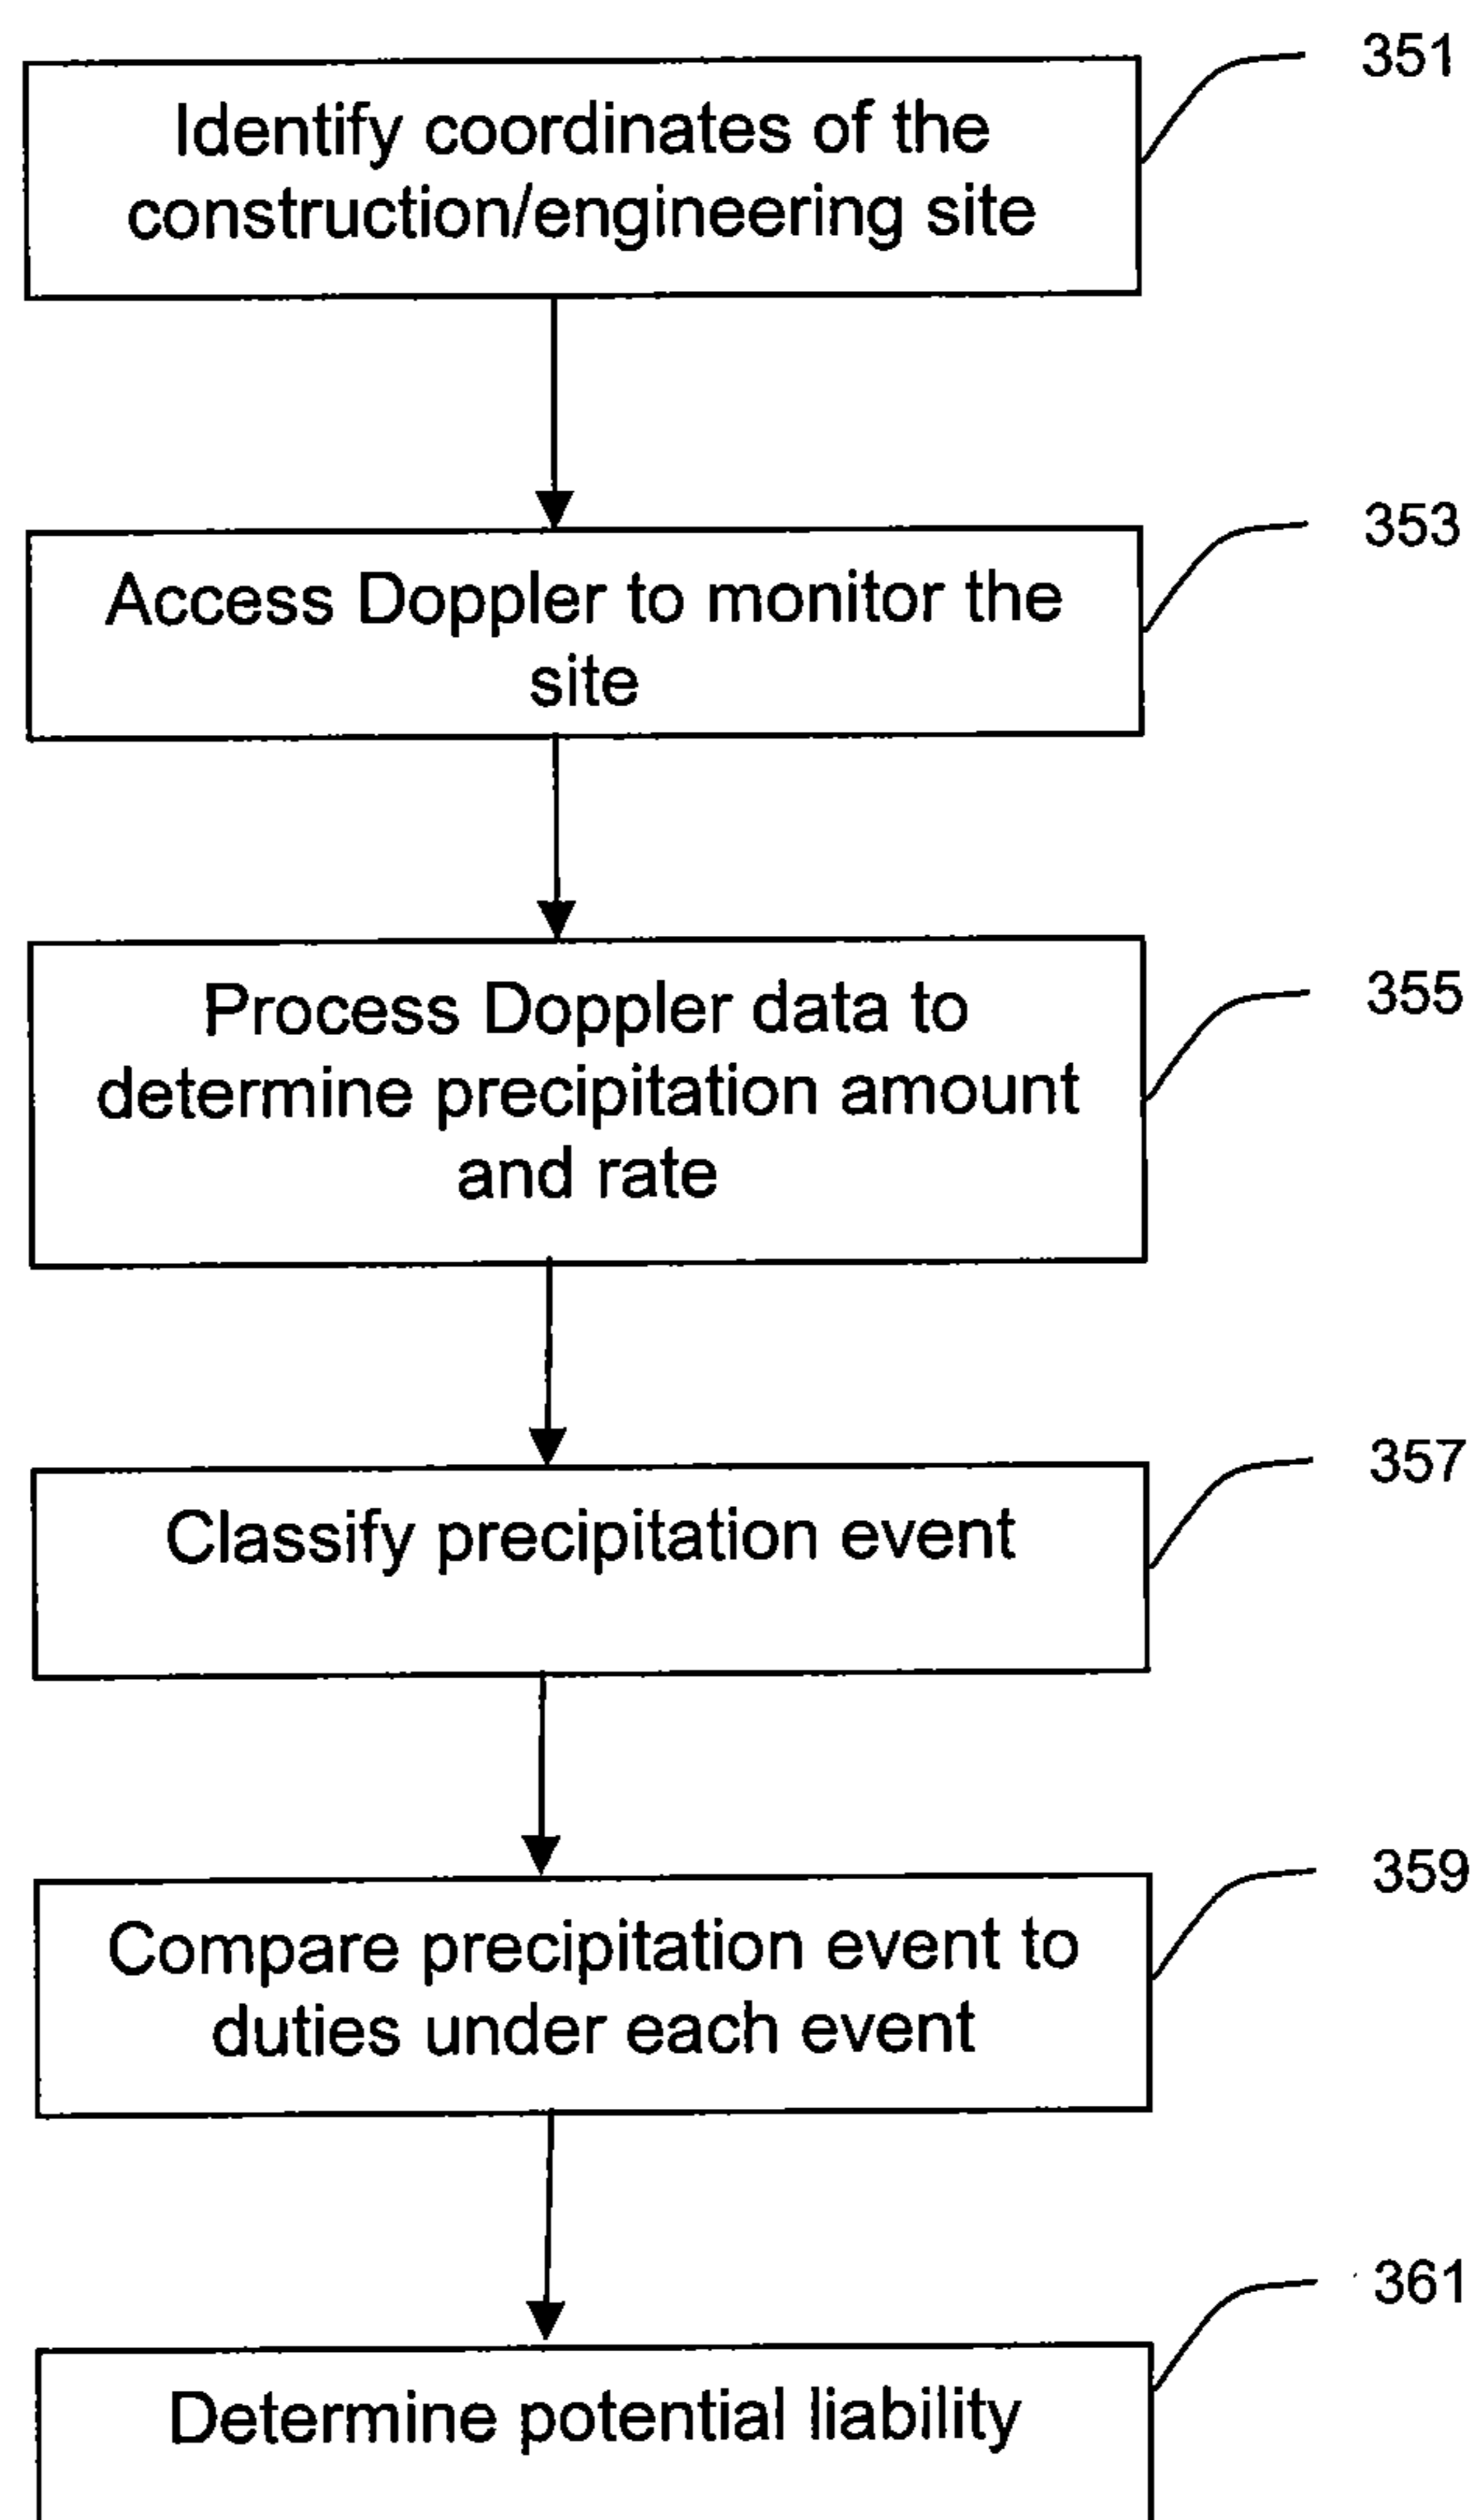 351
Identify coordinates of the
construction/engineering site
353
Access Doppler to monitor the
site
355
Process Doppler data to
determine precipitation amount
and rate
357
Classify precipitation event
359
Compare precipitation event to
duties under each event
361
Determine potential liability